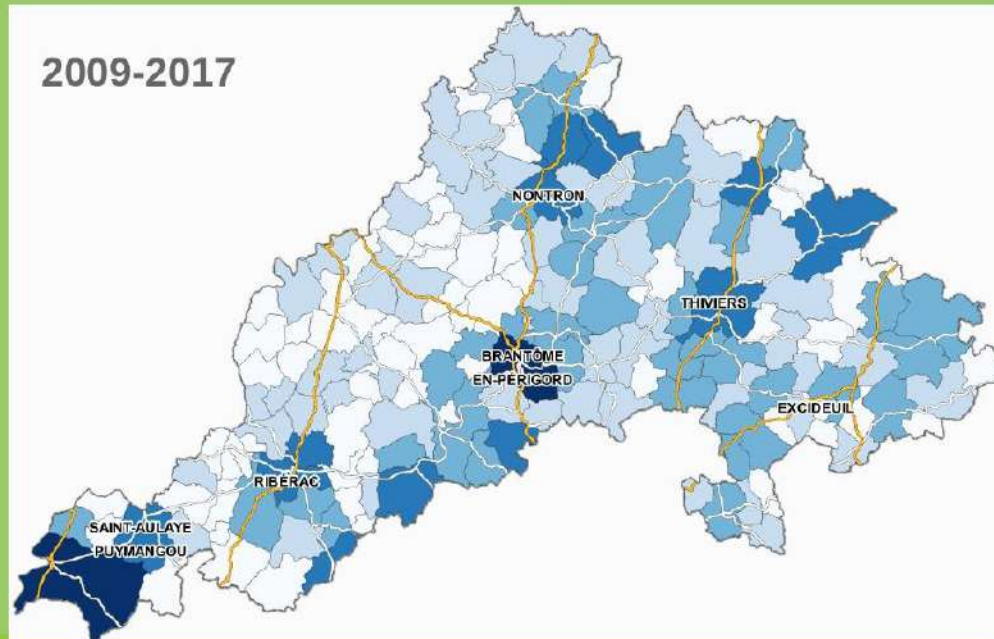 2009-2017
NONTRON
THIVIERS
BRANTÔME
EN-PÉRIGORD
EXCIDEUIL
RIBÉRAC
SAINT-AULAYE
PUYMANGOU